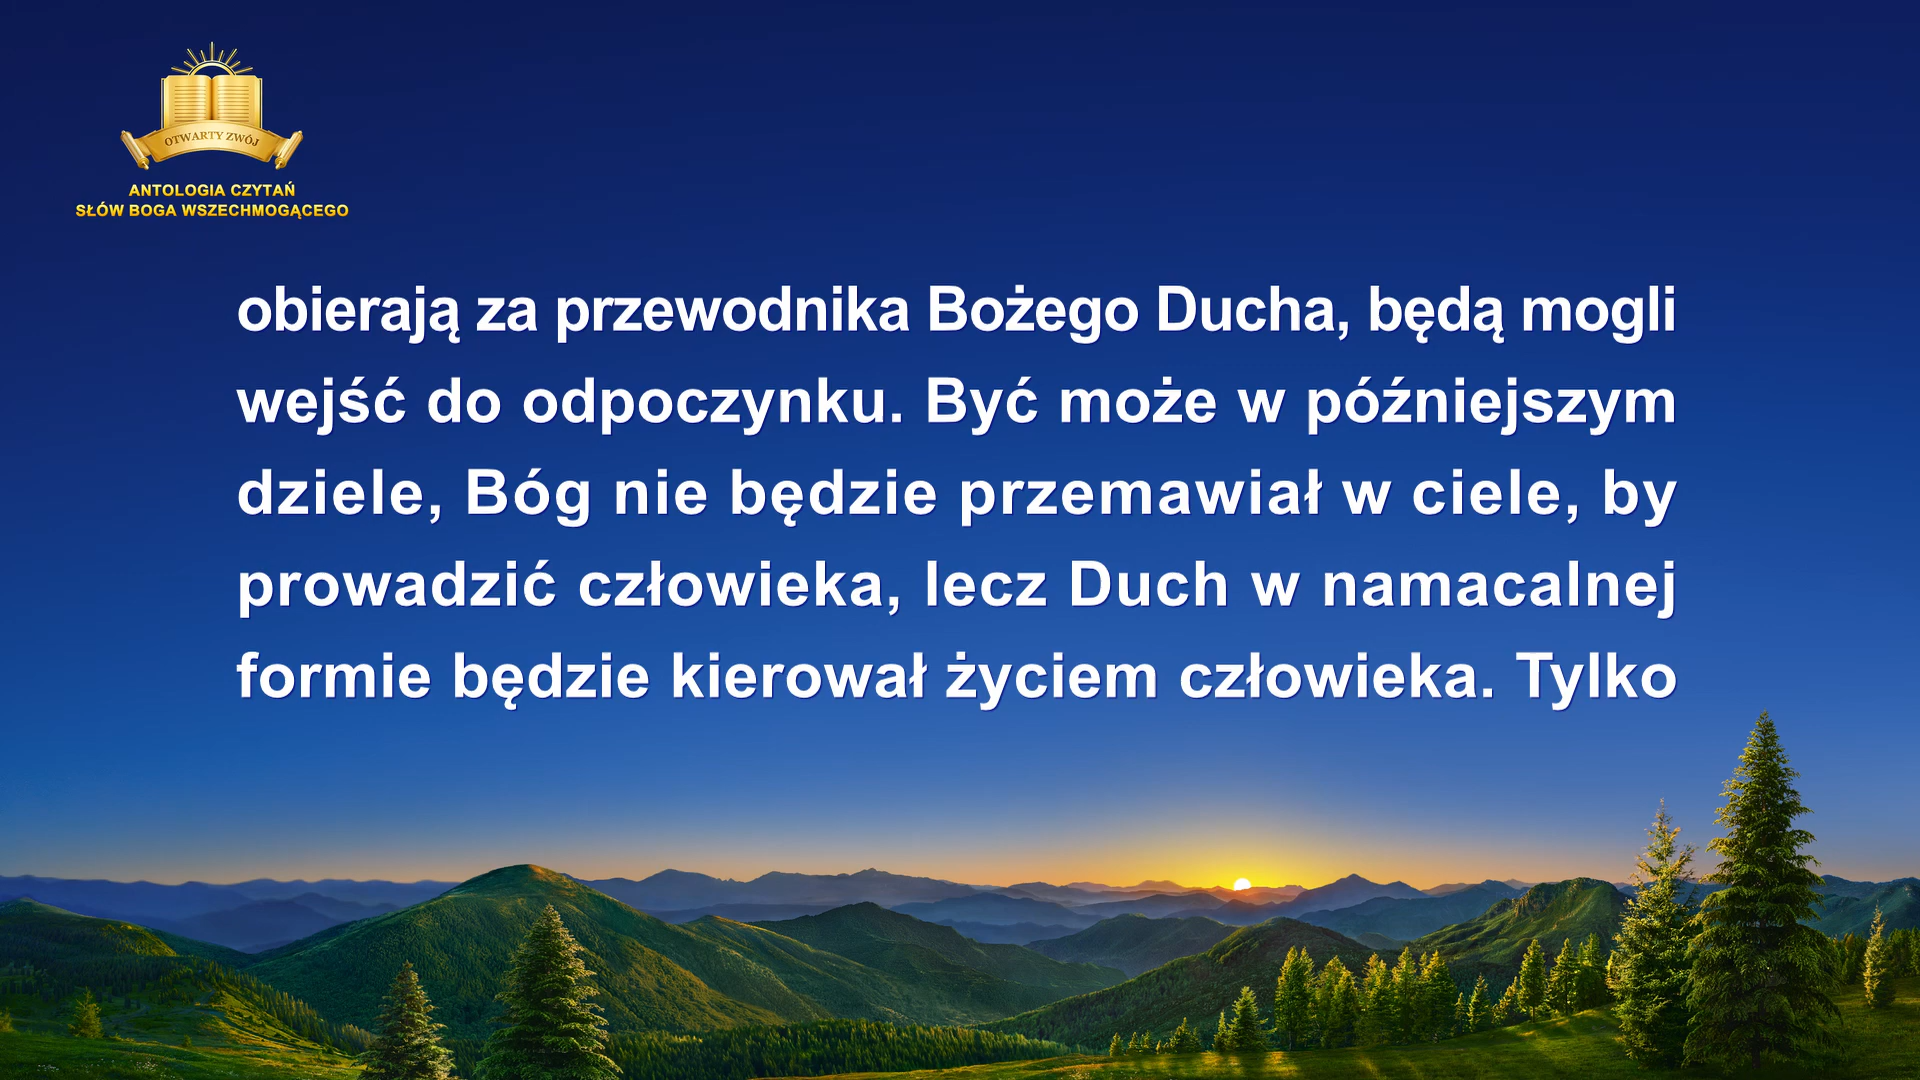 OTWARTY ZWÓJ
ANTOLOGIA CZYTAŃ
SŁÓW BOGA WSZECHMOGĄCEGO
obierają za przewodnika Bożego Ducha, będą mogli
wejść do odpoczynku. Być może w późniejszym
dziele, Bóg nie będzie przemawiał w ciele, by
prowadzić człowieka, lecz Duch w namacalnej
formie będzie kierował życiem człowieka. Tylko